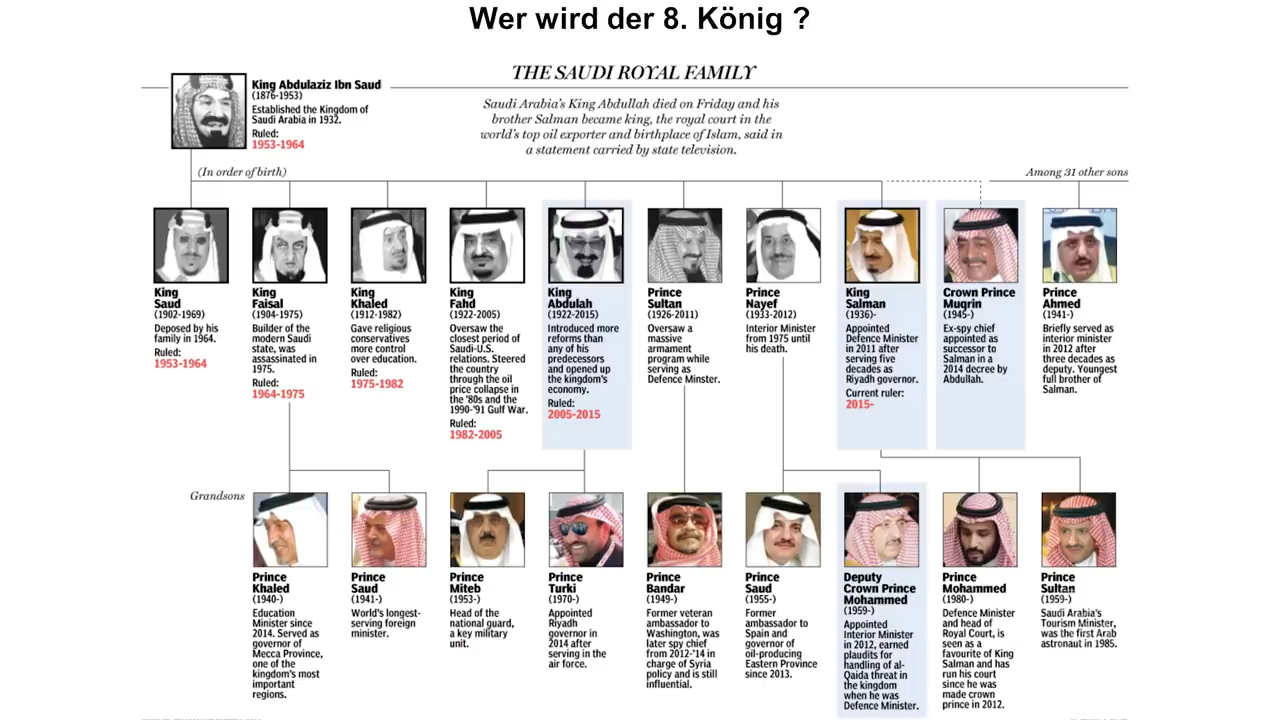 Wer wird der 8. König ?
THE SAUDI ROYAL FAMILY
King Abdulaziz Ibn Saud
(1876-1953)
Established the Kingdom of
Saudi Arabia in 1932.
Ruled:
1953-1964
Saudi Arabia's King Abdullah died on Friday and his
brother Salman became king, the royal court in the
world's top oil exporter and birthplace of Islam, said in
a statement carried by state television.
(In order of birth)
Among 31 other sons
King
Saud
(1902-1969)
Deposed by his
family in 1964.
Ruled:
1953-1964
King
Faisal
(1904-1975)
Builder of the
modern Saudi
state, was
assassinated in
1975.
Ruled:
1964-1975
King
Khaled
(1912-1982)
Gave religious
conservatives
more control
over education.
Ruled:
1975-1982
King
Fahd
(1922-2005)
Oversaw the
closest period of
Saudi-U.S.
relations. Steered
the country
through the oil
price collapse in
the '80s and the
1990-'91 Gulf War.
Ruled:
1982-2005
King
Abdulah
(1922-2015)
Introduced more
reforms than
any of his
predecessors
and opened up
the kingdom's
economy.
Ruled:
2005-2015
Prince
Sultan
(1926-2011)
Oversaw a
massive
armament
program while
serving as
Defence Minster.
Prince
Nayef
(1933-2012)
Interior Minister
from 1975 until
his death.
King
Salman
(1936)-
Appointed
Defence Minister
in 2011 after
serving five
decades as
Riyadh governor.
Current ruler:
2015-
Crown Prince
Muqrin
(1945-)
Ex-spy chief
appointed as
successor to
Salman in a
2014 decree by
Abdullah.
Prince
Ahmed
(1941-)
Briefly served as
interior minister
in 2012 after
three decades as
deputy. Youngest
full brother of
Salman.
Grandsons
Prince
Khaled
(1940-)
Education
Minister since
2014. Served as
governor of
Mecca Province,
one of the
kingdom's most
important
regions.
Prince
Saud
(1941-)
World's longest-
serving foreign
minister.
Prince
Miteb
(1953-)
Head of the
national guard,
a key military
unit.
Prince
Turki
(1970-)
Appointed
Riyadh
governor in
2014 after
serving in the
air force.
Prince
Bandar
(1949-)
Former veteran
ambassador to
Washington, was
later spy chief
from 2012-'14 in
charge of Syria
policy and is still
influential.
Prince
Saud
(1955-)
Former
ambassador to
Spain and
governor of
oil-producing
Eastern Province
since 2013.
Deputy
Crown Prince
Mohammed
(1959-)
Appointed
Interior Minister
in 2012, earned
plaudits for
handling of al-
Qaida threat in
the kingdom
when he was
Defence Minister.
Prince
Mohammed
(1980-)
Defence Minister
and head of
Royal Court, is
seen as a
favourite of King
Salman and has
run his court
since he was
made crown
prince in 2012.
Prince
Sultan
(1959-)
Saudi Arabia's
Tourism Minister,
was the first Arab
astronaut in 1985.